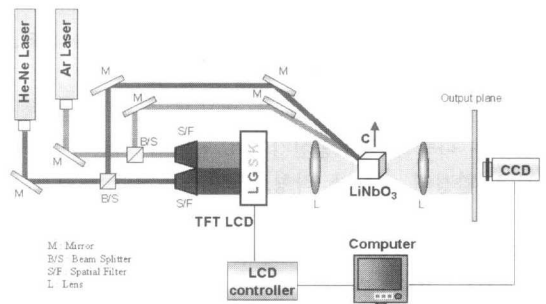 He-Ne Laser
Ar Laser
M
M
M
M
B/S
S/F
M
M
B/S
S/F
LGSK
TFT LCD
L
C
LiNbO3
L
Output plane
CCD
M : Mirror
B/S : Beam Splitter
S/F : Spatial Filter
L : Lens
LCD
controller
Computer